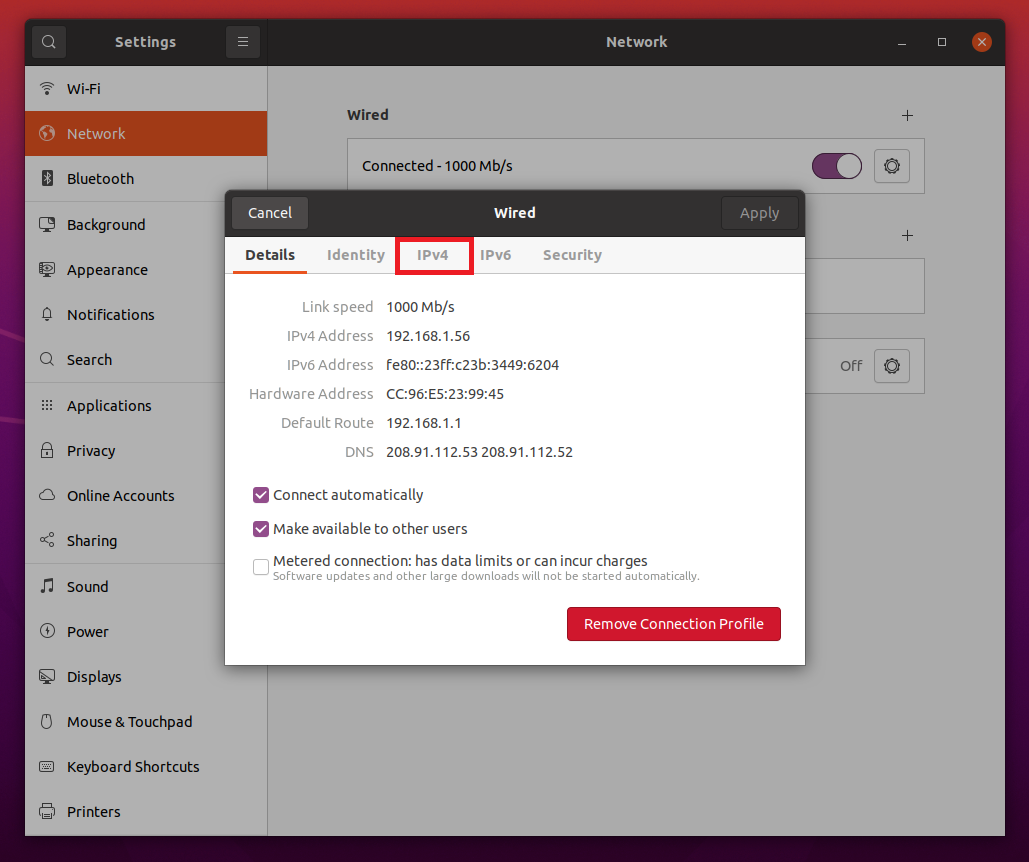 Settings
Network
Wi-Fi
Network
Bluetooth
Background
Appearance
Notifications
Search
Applications
Privacy
Online Accounts
Sharing
Sound
Power
Displays
Mouse & Touchpad
Keyboard Shortcuts
Printers
Wired
Connected - 1000 Mb/s
Off
Cancel
Wired
Apply
Details Identity IPv4 IPv6 Security
Link speed 1000 Mb/s
IPv4 Address 192.168.1.56
IPv6 Address fe80::23ff:c23b:3449:6204
Hardware Address CC:96:E5:23:99:45
Default Route 192.168.1.1
DNS 208.91.112.53 208.91.112.52
Connect automatically
Make available to other users
Metered connection: has data limits or can incur charges
Software updates and other large downloads will not be started automatically.
Remove Connection Profile